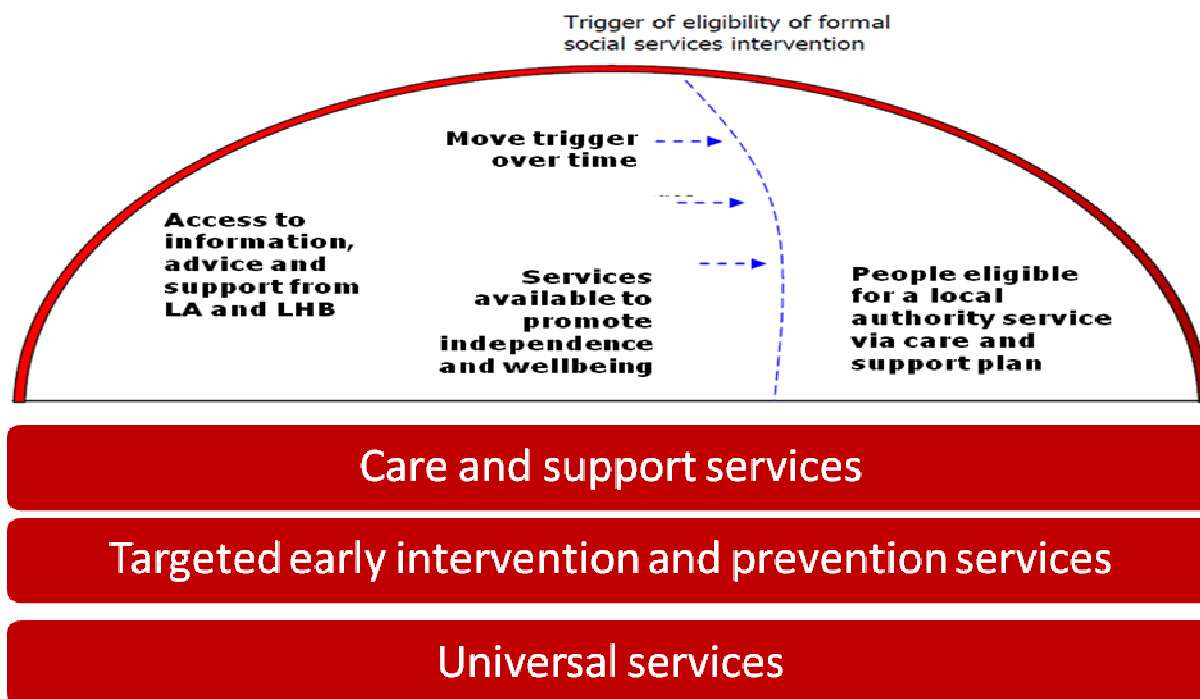 Trigger of eligibility of formal
social services intervention
Move trigger
over time
Access to
information,
advice and
support from
LA and LHB
Services
available to
promote
independence
and wellbeing
People eligible
for a local
authority service
via care and
support plan
Care and support services
Targeted early intervention and prevention services
Universal services